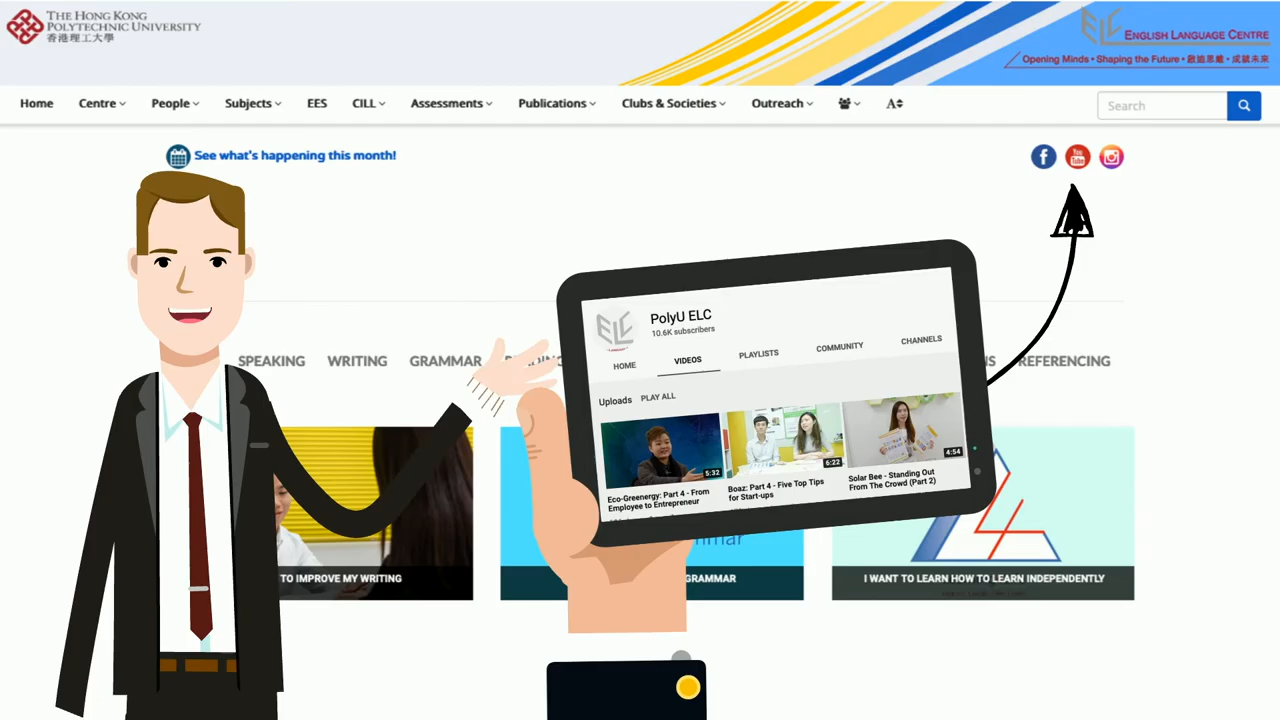 THE HONG KONG
POLYTECHNIC UNIVERSITY
香港理工大學
ELC ENGLISH LANGUAGE CENTRE
Opening Minds • Shaping the Future • 啟迪思維 • 成就未來
Home Centre People Subjects EES CILL Assessments Publications Clubs & Societies Outreach A Search
See what's happening this month!
You
Tube
SPEAKING WRITING GRAMMAR REFERENCING
ELC
PolyU ELC
10.6K subscribers
HOME VIDEOS PLAYLISTS COMMUNITY CHANNELS
Uploads PLAY ALL
5:32 6:22 4:54
Eco-Greenergy: Part 4 - From
Employee to Entrepreneur
Boaz: Part 4 - Five Top Tips
for Start-ups
Solar Bee - Standing Out
From The Crowd (Part 2)
TO IMPROVE MY WRITING
GRAMMAR
I WANT TO LEARN HOW TO LEARN INDEPENDENTLY